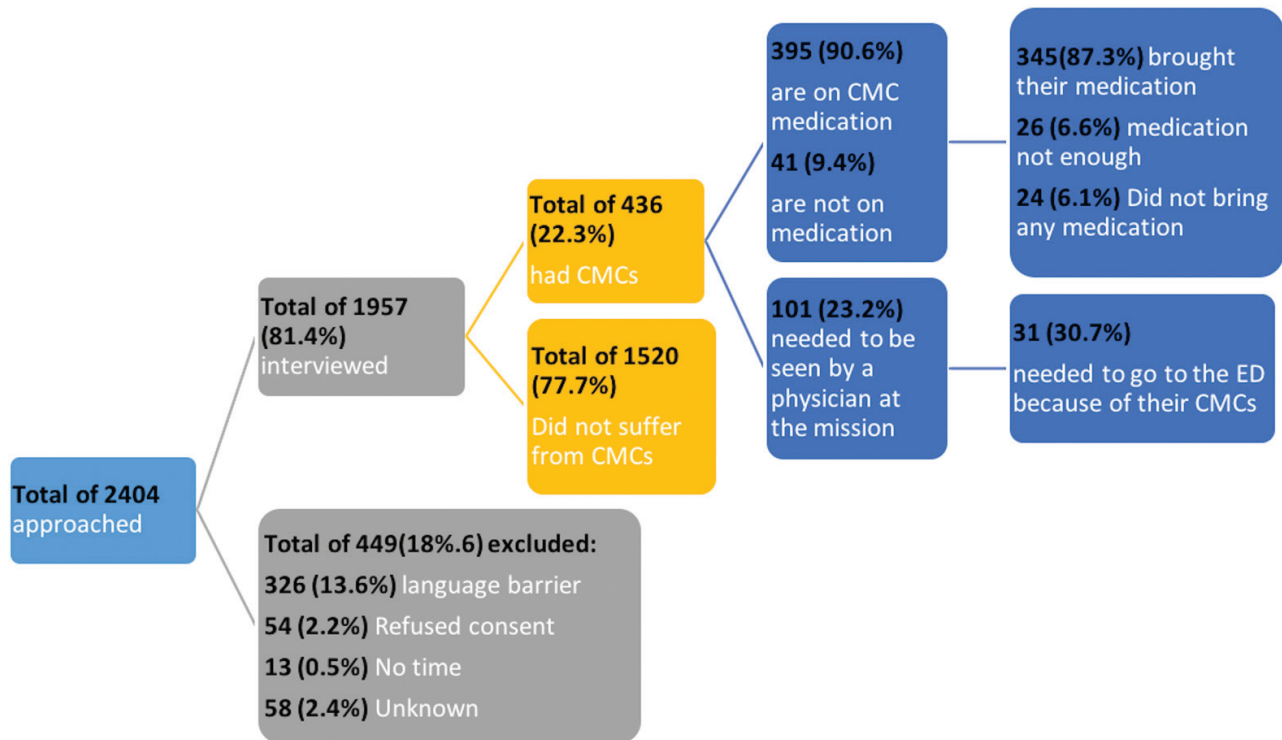 Total of 2404
approached
Total of 1957
(81.4%)
interviewed
Total of 449(18%.6) excluded:
326 (13.6%) language barrier
54 (2.2%) Refused consent
13 (0.5%) No time
58 (2.4%) Unknown
Total of 436
(22.3%)
had CMCs
Total of 1520
(77.7%)
Did not suffer
from CMCs
395 (90.6%)
are on CMC
medication
41 (9.4%)
are not on
medication
101 (23.2%)
needed to be
seen by a
physician at
the mission
345(87.3%) brought
their medication
26 (6.6%) medication
not enough
24 (6.1%) Did not bring
any medication
31 (30.7%)
needed to go to the ED
because of their CMCs